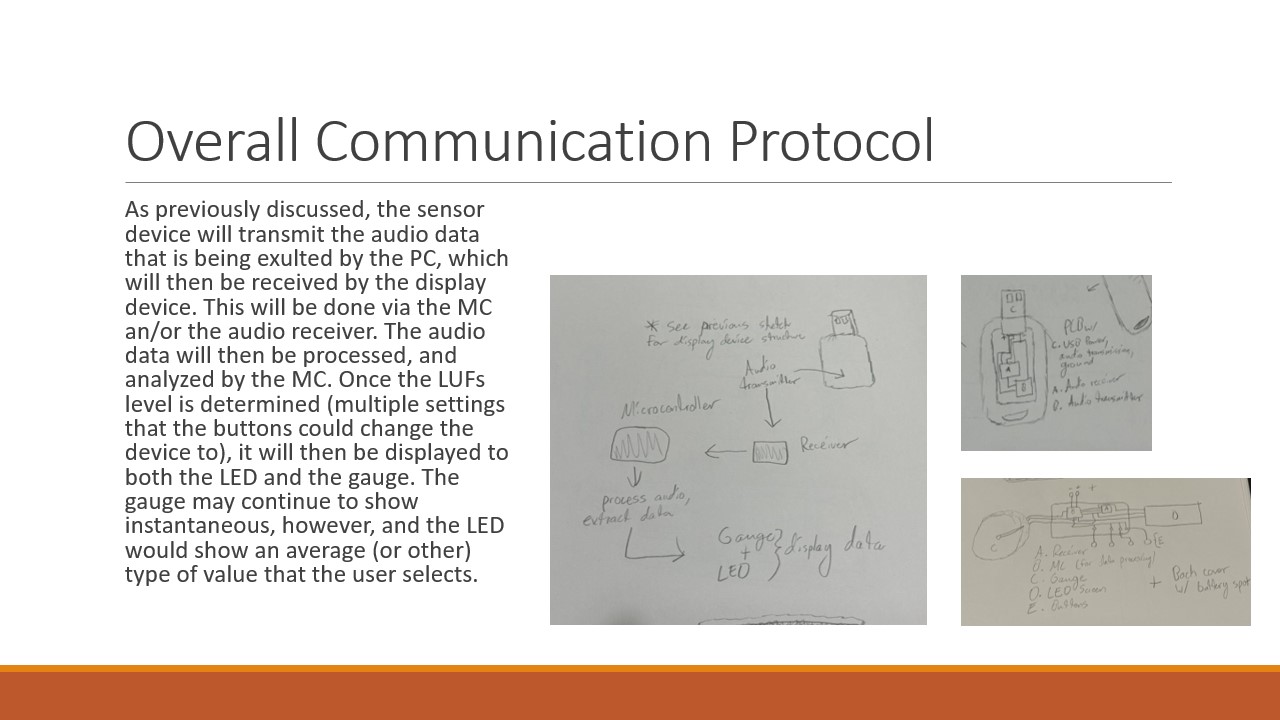 Overall Communication Protocol
As previously discussed, the sensor
device will transmit the audio data
that is being exulted by the PC, which
will then be received by the display
device. This will be done via the MC
an/or the audio receiver. The audio
data will then be processed, and
analyzed by the MC. Once the LUFs
level is determined (multiple settings
that the buttons could change the
device to), it will then be displayed to
both the LED and the gauge. The
gauge may continue to show
instantaneous, however, and the LED
would show an average (or other)
type of value that the user selects.
* See previous sketch
for display device structure
Audio
transmitter
Microcontroller
Receiver
process audio,
extract data
Gauge
+
LED
} display data
C
PCB w/
C. USB Power,
audio transmission,
ground
A. Audio receiver
D. Audio transmitter
A
- + +
D
C
E
A. Receiver
B. MC (for data processing)
C. Gauge
D. LED Screen
E. Buttons
+ Back cover
w/ battery spot